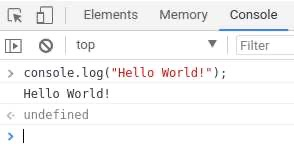 Elements Memory Console
top Filter
console.log("Hello World!");
Hello World!
undefined